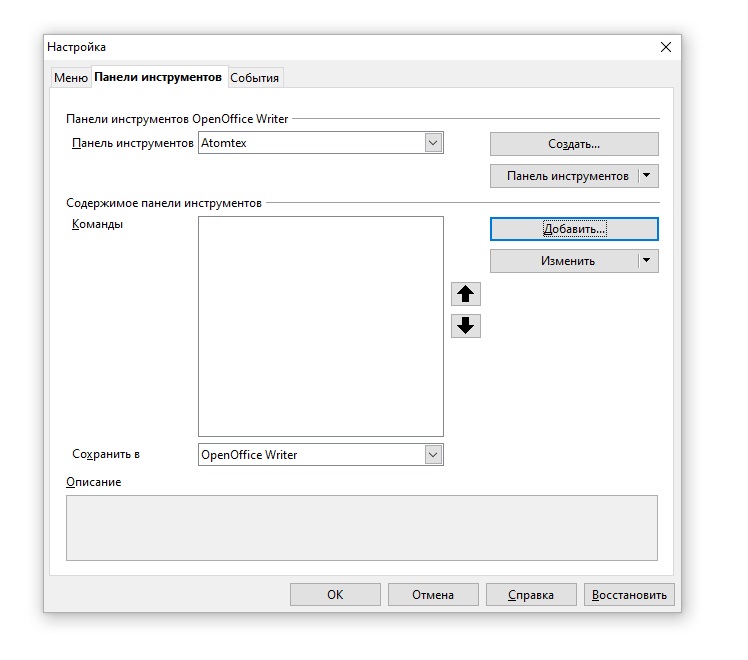 Настройка
Меню Панели инструментов События
Панели инструментов OpenOffice Writer
Панель инструментов Atomtex Создать...
Панель инструментов
Содержимое панели инструментов
Команды Добавить...
Изменить
Сохранить в OpenOffice Writer
Описание
ОК Отмена Справка Восстановить